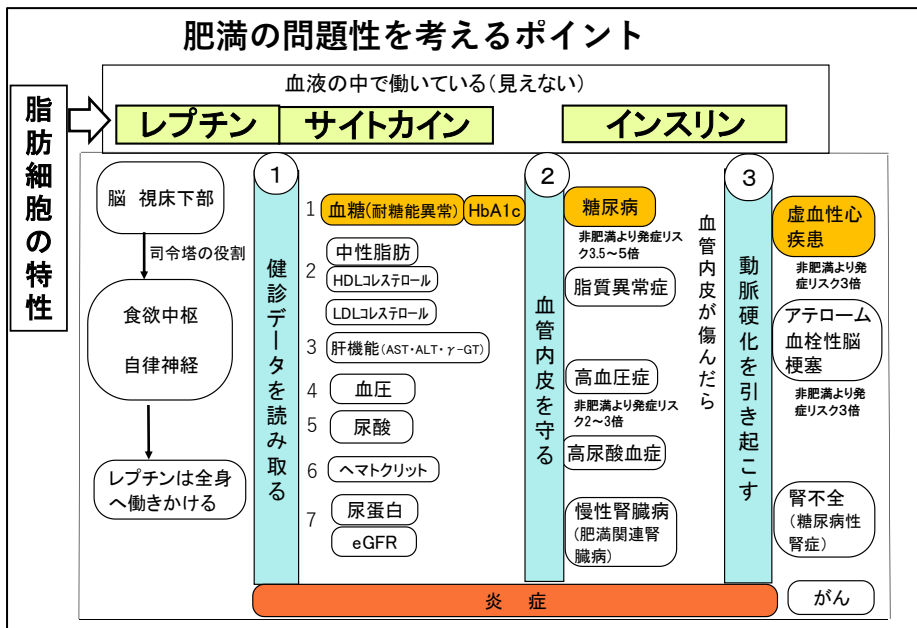 肥満の問題性を考えるポイント
脂肪細胞の特性
血液の中で働いている(見えない)
レプチン
サイトカイン
インスリン
脳 視床下部
司令塔の役割
食欲中枢
自律神経
レプチンは全身
へ働きかける
①
健診データを読み取る
1 血糖(耐糖能異常) HbA1c
2 中性脂肪
HDLコレステロール
LDLコレステロール
3 肝機能(AST・ALT・γ-GT)
4 血圧
5 尿酸
6 ヘマトクリット
7 尿蛋白
eGFR
②
血管内皮を守る
糖尿病
非肥満より発症リス
ク3.5~5倍
脂質異常症
高血圧症
非肥満より発症リス
ク2~3倍
高尿酸血症
慢性腎臓病
(肥満関連腎
臓病)
血管内皮が傷んだら
③
動脈硬化を引き起こす
虚血性心
疾患
非肥満より発
症リスク3倍
アテローム
血栓性脳
梗塞
非肥満より発
症リスク3倍
腎不全
(糖尿病性
腎症)
炎 症
がん